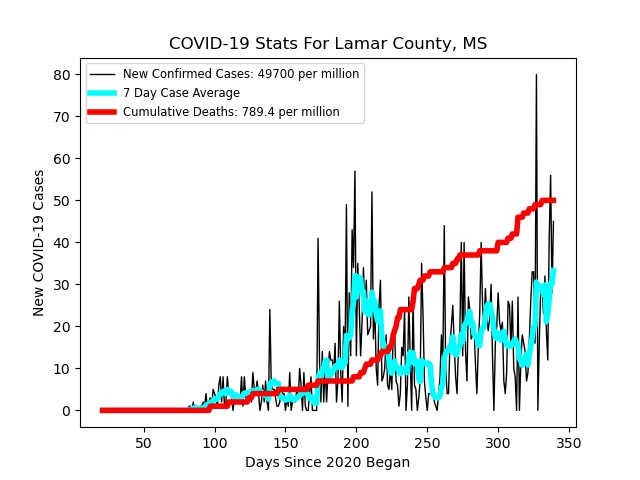 COVID-19 Stats For Lamar County, MS
New Confirmed Cases: 49700 per million
7 Day Case Average
Cumulative Deaths: 789.4 per million
New COVID-19 Cases
80
70
60
50
40
30
20
10
0
50 100 150 200 250 300 350
Days Since 2020 Began